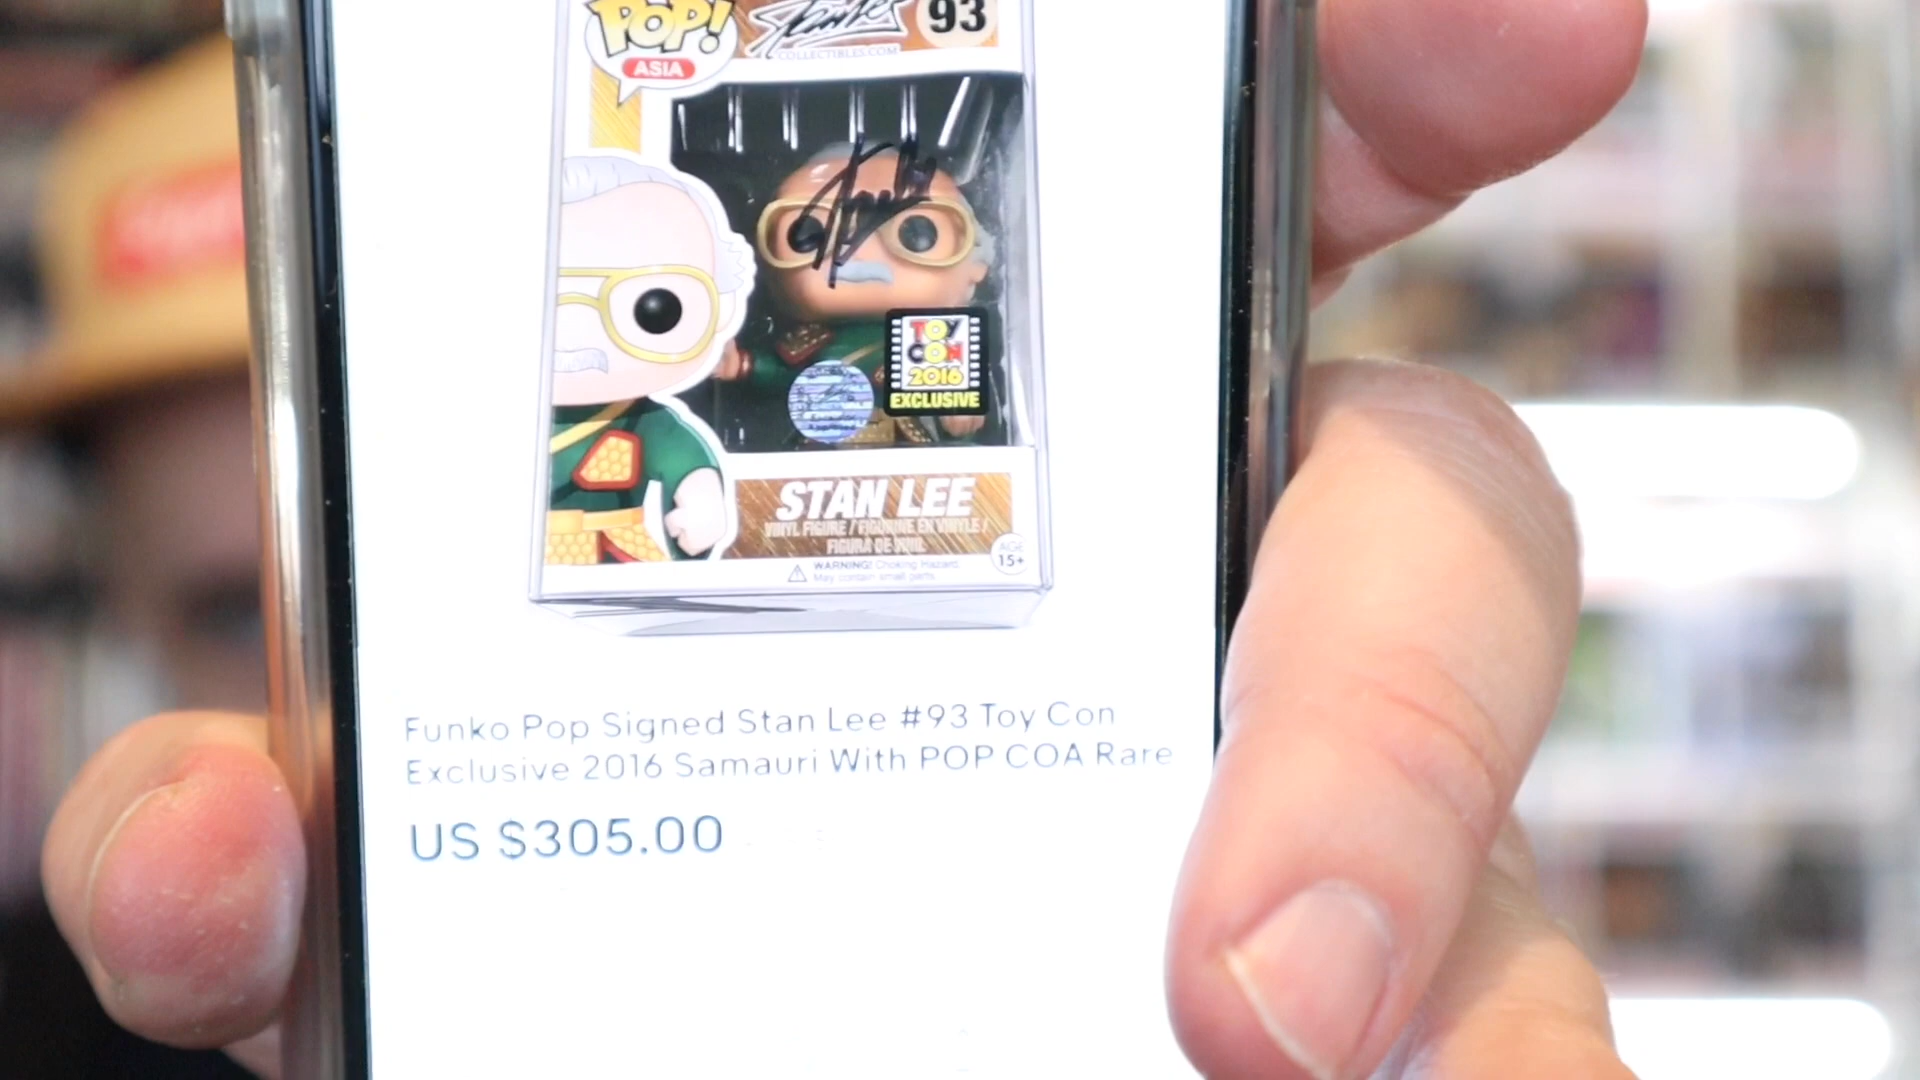 POP!
ASIA
Stan Lee
COLLECTIBLES.COM
93
TOY
CON
2016
EXCLUSIVE
STAN LEE
VINYL FIGURE / FIGURINE EN VINYLE /
FIGURA DE VINIL
WARNING! Choking Hazard.
May contain small parts.
AGE
15+
Funko Pop Signed Stan Lee #93 Toy Con
Exclusive 2016 Samauri With POP COA Rare
US $305.00